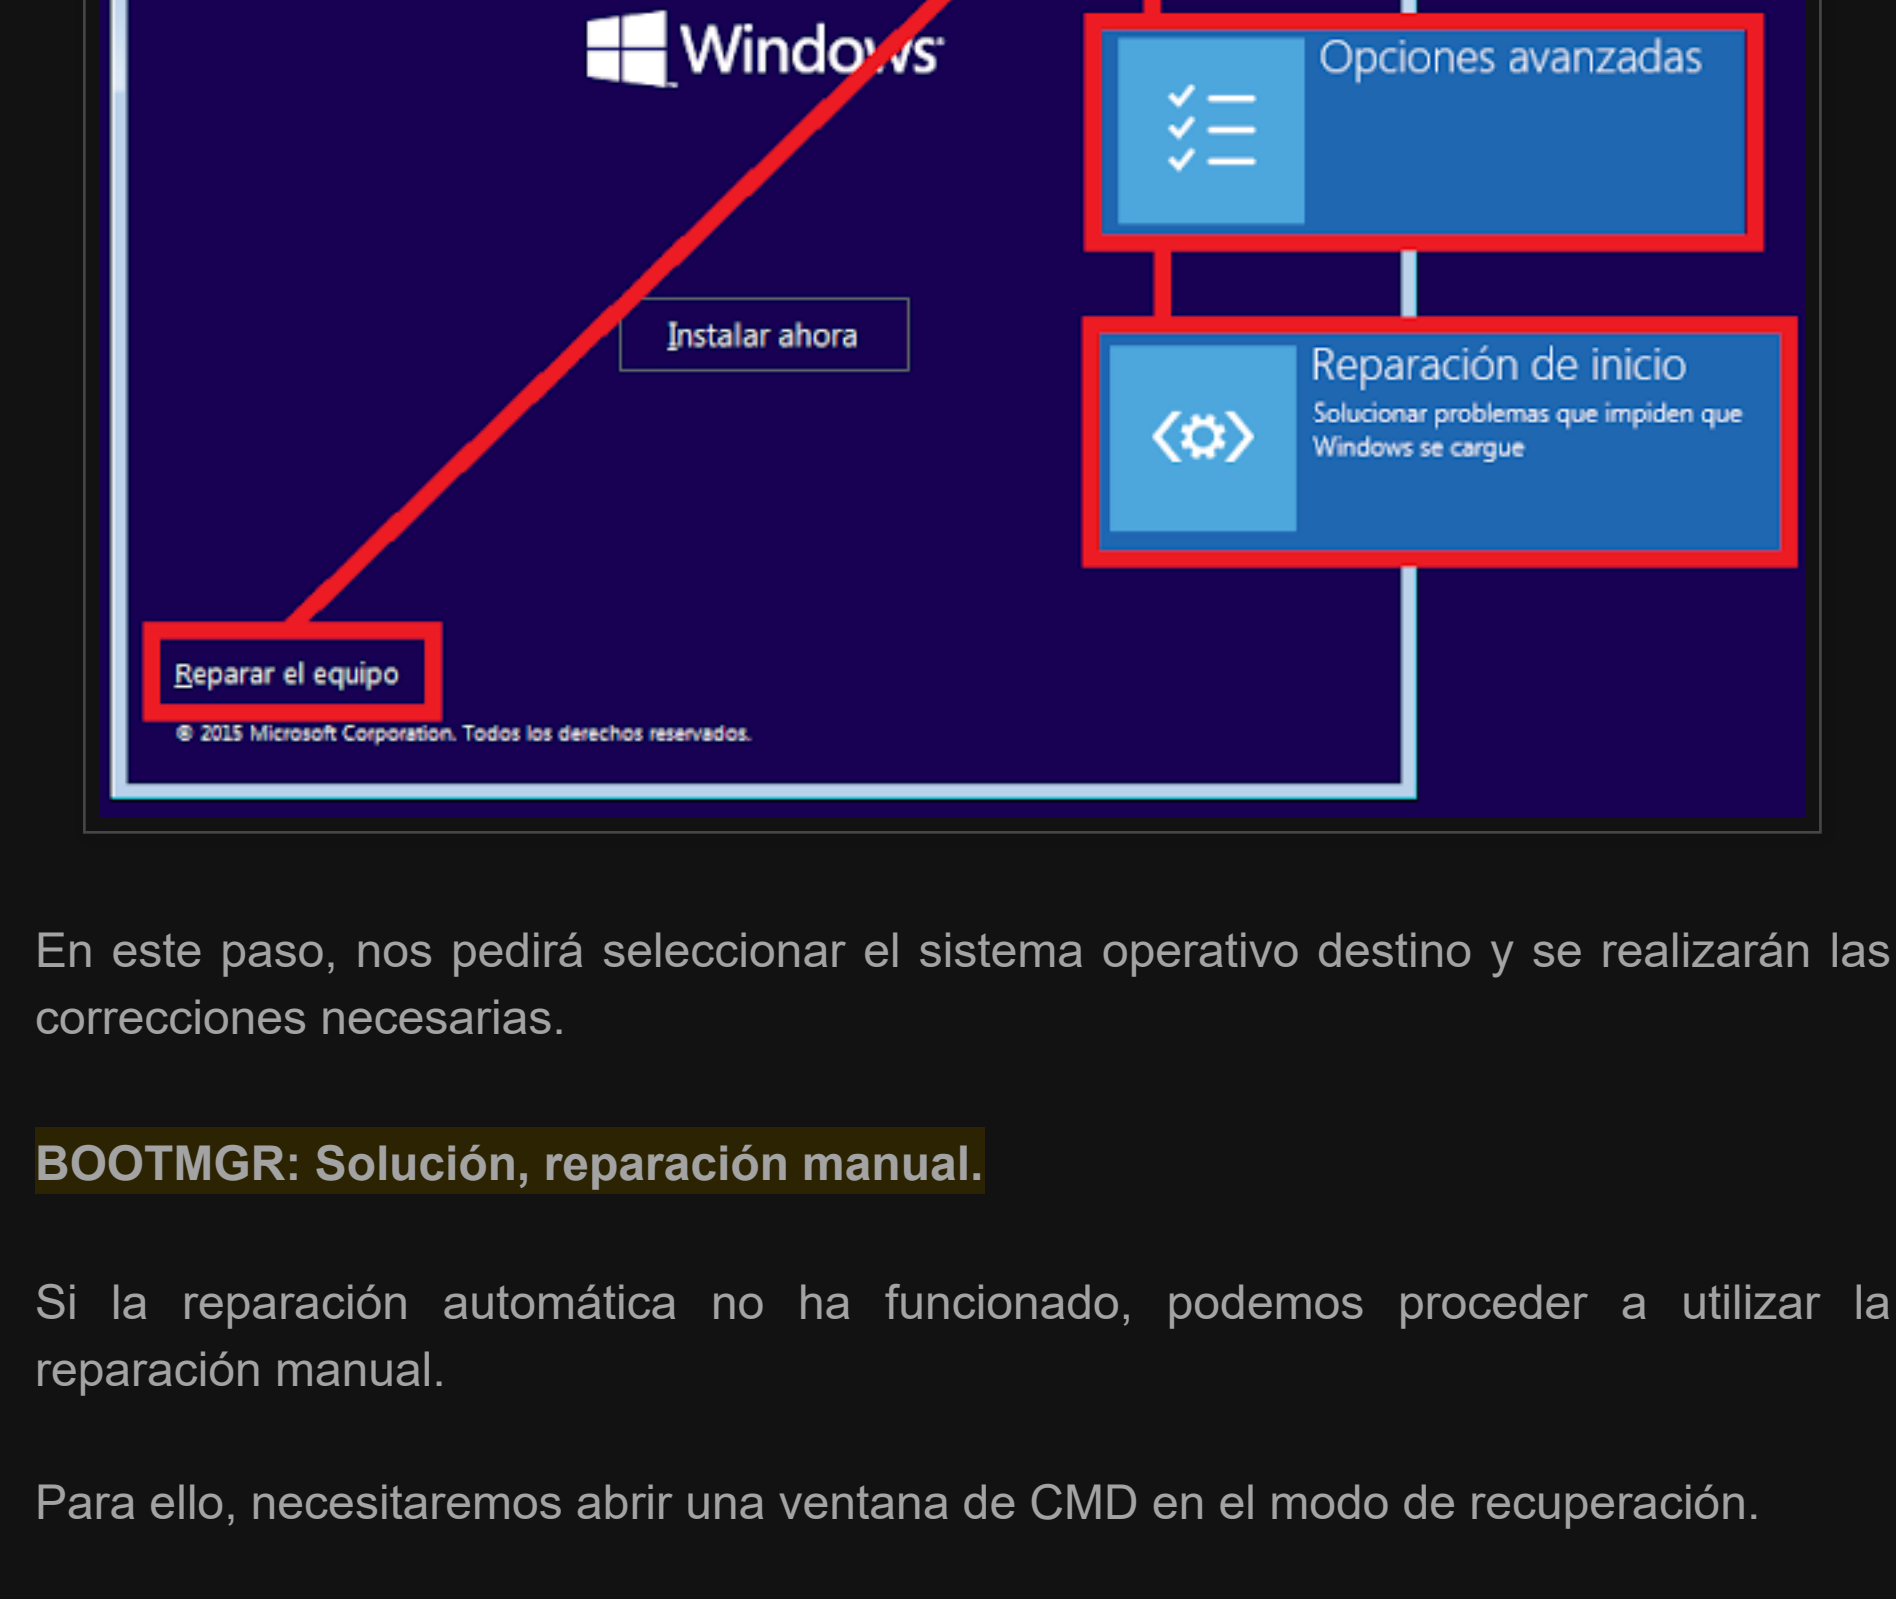 Windows
Opciones avanzadas
Instalar ahora
Reparación de inicio
Solucionar problemas que impiden que
Windows se cargue
Reparar el equipo
© 2015 Microsoft Corporation. Todos los derechos reservados.
En este paso, nos pedirá seleccionar el sistema operativo destino y se realizarán las
correcciones necesarias.
BOOTMGR: Solución, reparación manual.
Si la reparación automática no ha funcionado, podemos proceder a utilizar la
reparación manual.
Para ello, necesitaremos abrir una ventana de CMD en el modo de recuperación.